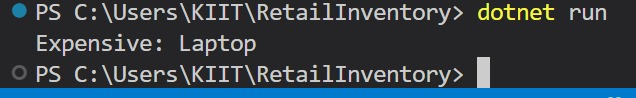 PS C:\Users\KIIT\RetailInventory> dotnet run
Expensive: Laptop
PS C:\Users\KIIT\RetailInventory>